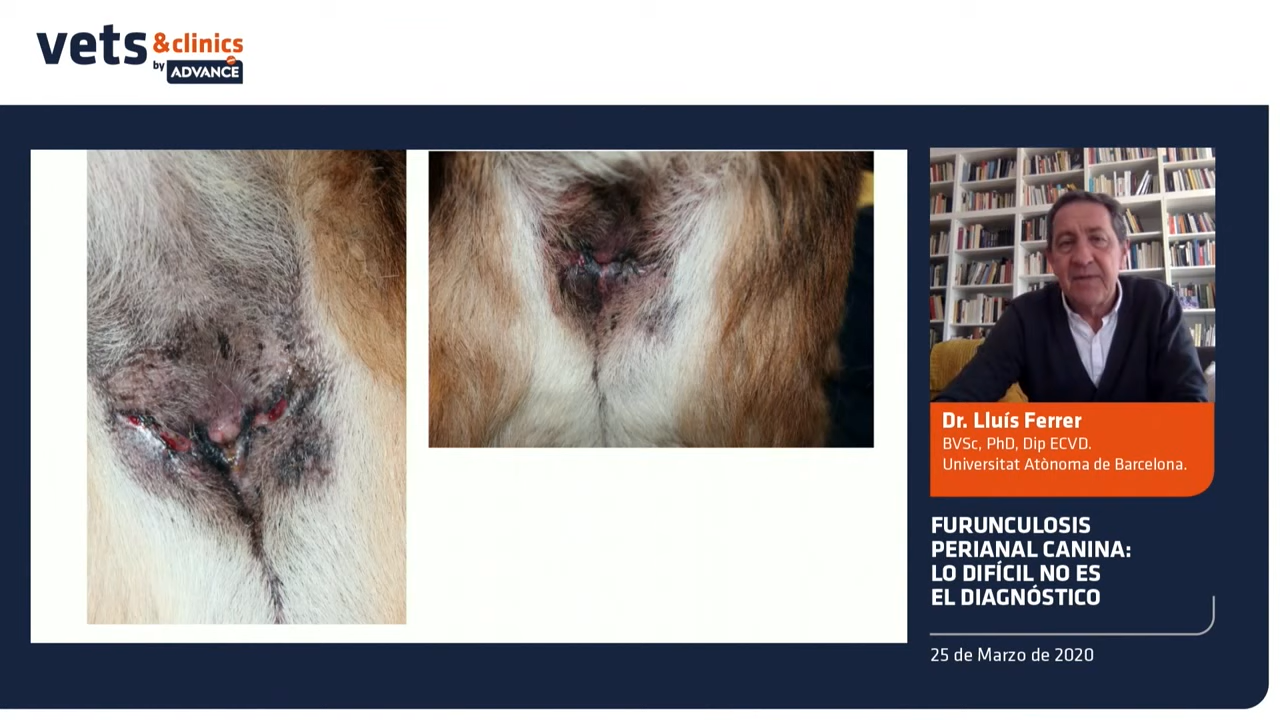 vets &clinics
by ADVANCE
Dr. Lluís Ferrer
BVSc, PhD, Dip ECVD.
Universitat Atònoma de Barcelona.
FURUNCULOSIS
PERIANAL CANINA:
LO DIFÍCIL NO ES
EL DIAGNÓSTICO
25 de Marzo de 2020